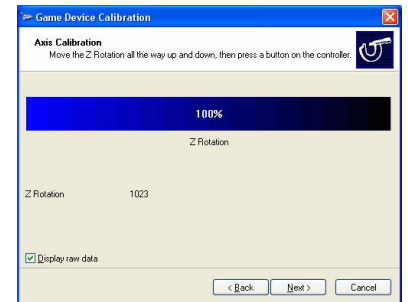 Game Device Calibration
Axis Calibration
Move the Z Rotation all the way up and down, then press a button on the controller.
100%
Z Rotation
Z Rotation 1023
Display raw data
< Back Next > Cancel